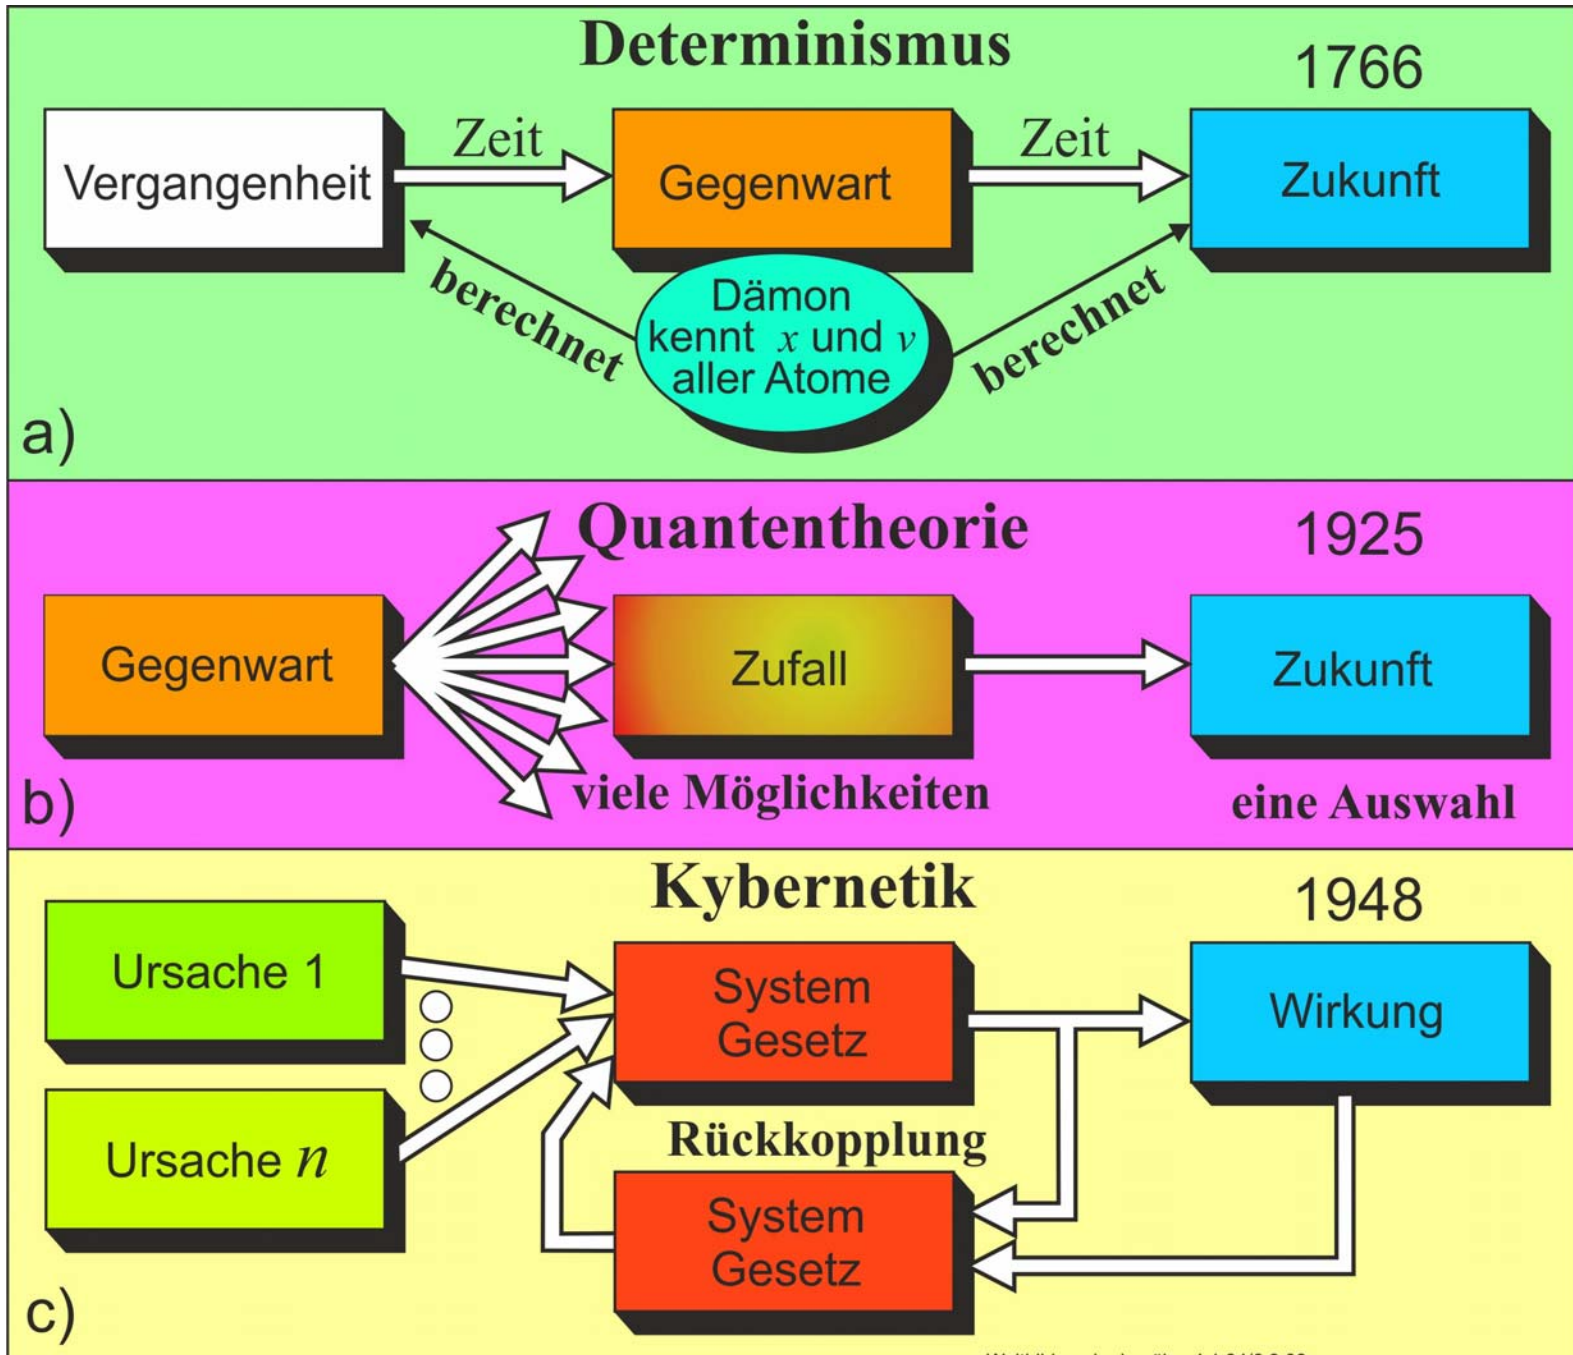 Determinismus
1766
Vergangenheit
Zeit
Gegenwart
Zeit
Zukunft
berechnet
Dämon
kennt x und v
aller Atome
berechnet
a)
Quantentheorie
1925
Gegenwart
Zufall
Zukunft
viele Möglichkeiten
eine Auswahl
b)
Kybernetik
1948
Ursache 1
System
Gesetz
Wirkung
Ursache n
Rückkopplung
System
Gesetz
c)